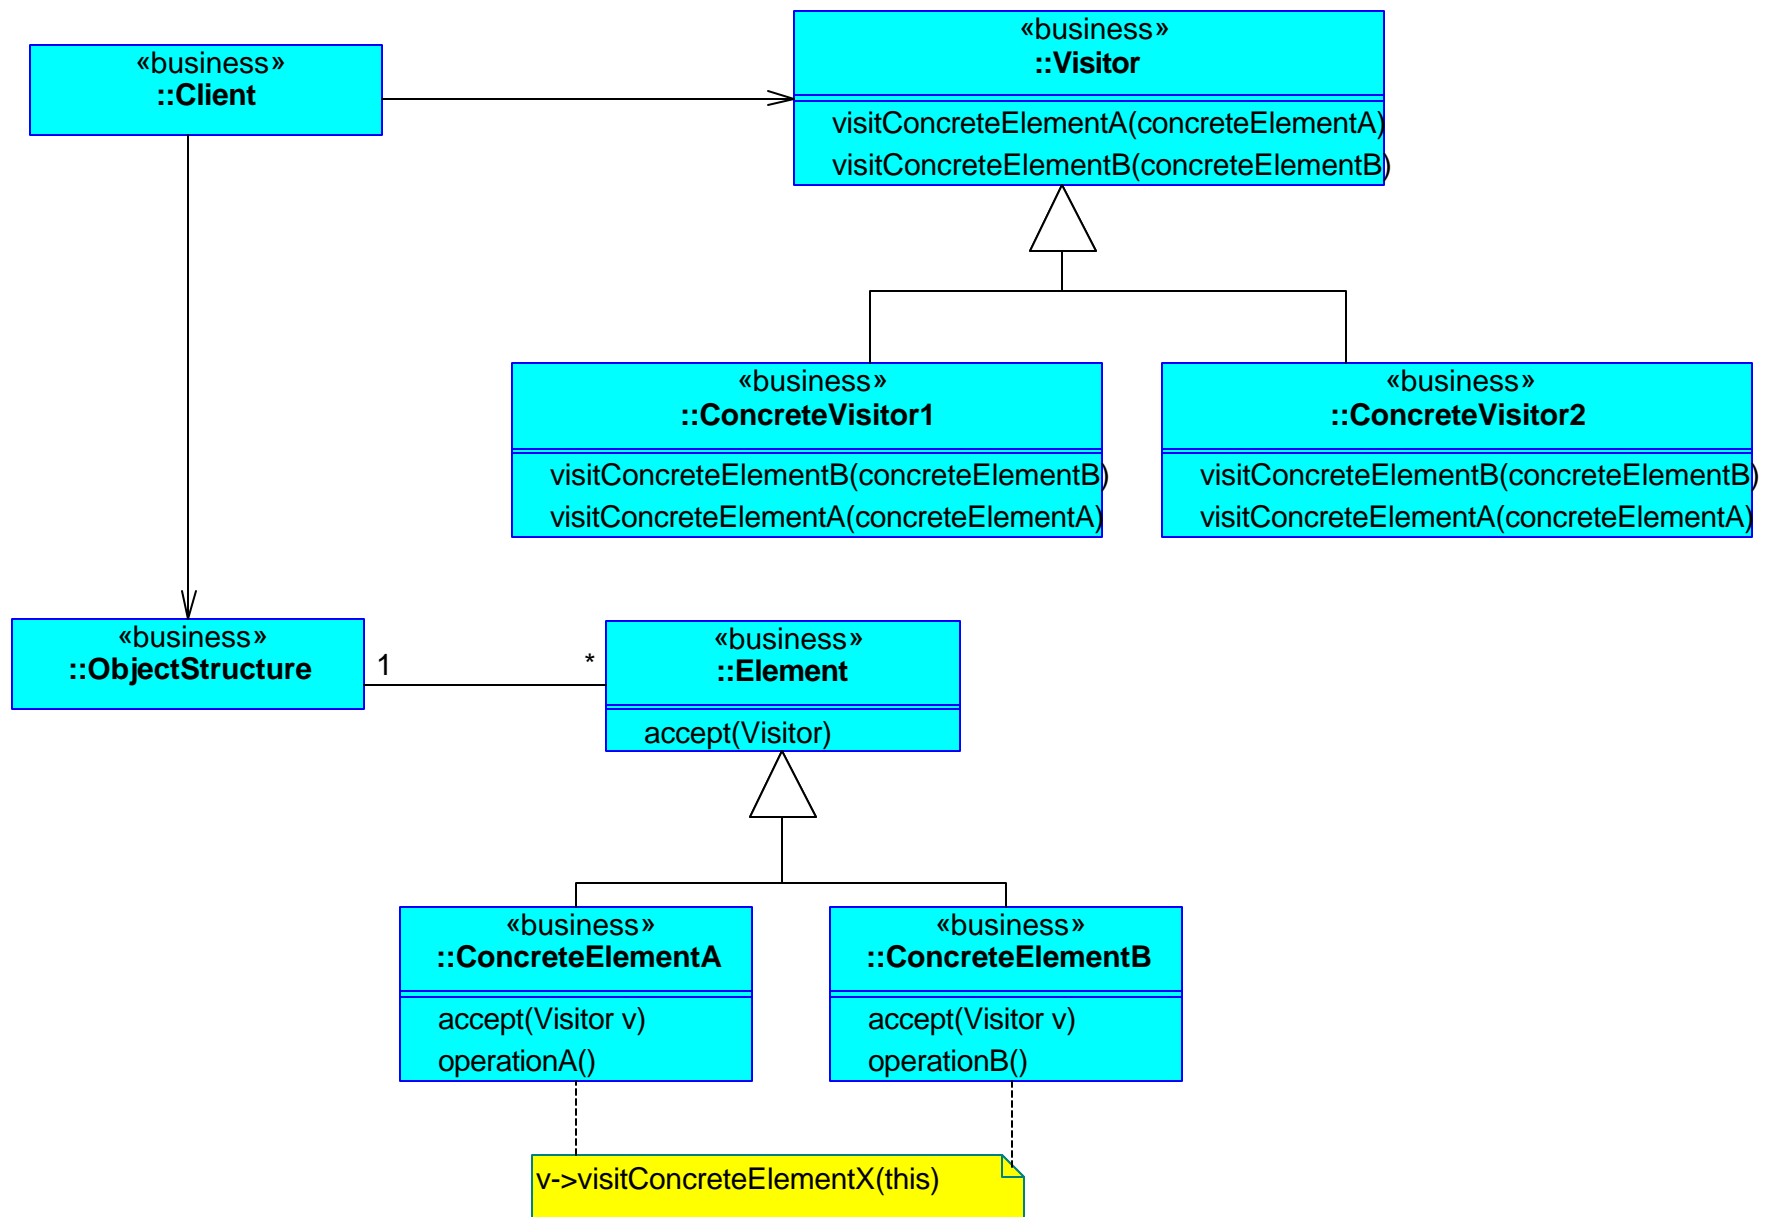 «business»
::Client
«business»
::Visitor
visitConcreteElementA(concreteElementA)
visitConcreteElementB(concreteElementB)
«business»
::ConcreteVisitor1
visitConcreteElementB(concreteElementB)
visitConcreteElementA(concreteElementA)
«business»
::ConcreteVisitor2
visitConcreteElementB(concreteElementB)
visitConcreteElementA(concreteElementA)
«business»
::ObjectStructure
1
*
«business»
::Element
accept(Visitor)
«business»
::ConcreteElementA
accept(Visitor v)
operationA()
«business»
::ConcreteElementB
accept(Visitor v)
operationB()
v->visitConcreteElementX(this)